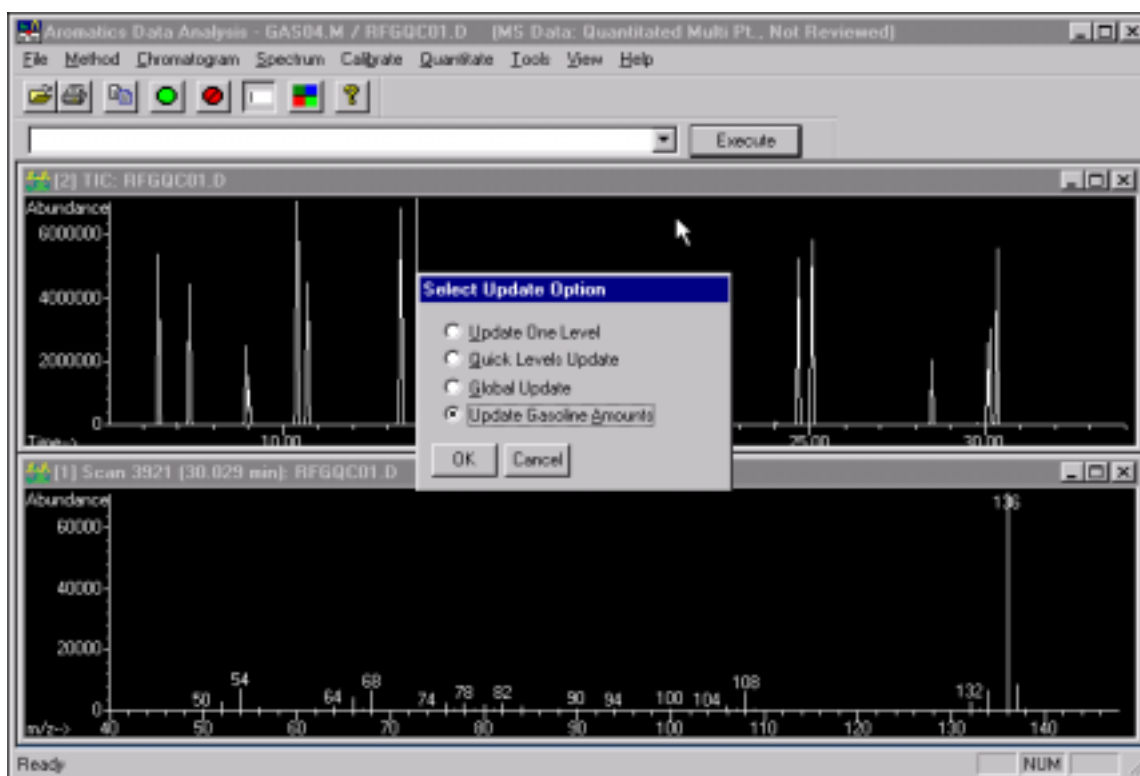 Aromatics Data Analysis - GAS04.M / RFGQC01.D [MS Data: Quantitated Multi Pt., Not Reviewed]
File Method Chromatogram Spectrum Calibrate Quantitate Tools View Help
Execute
[2] TIC: RFGQC01.D
Abundance
6000000
4000000
2000000
0
Time--> 10.00 25.00 30.00
Select Update Option
Update One Level
Quick Levels Update
Global Update
Update Gasoline Amounts
OK Cancel
[1] Scan 3921 (30.029 min): RFGQC01.D
Abundance
136
60000
40000
20000
50 54 64 68 74 78 82 90 94 100 104 108 132
0
m/z--> 40 50 60 70 80 90 100 110 120 130 140
Ready NUM